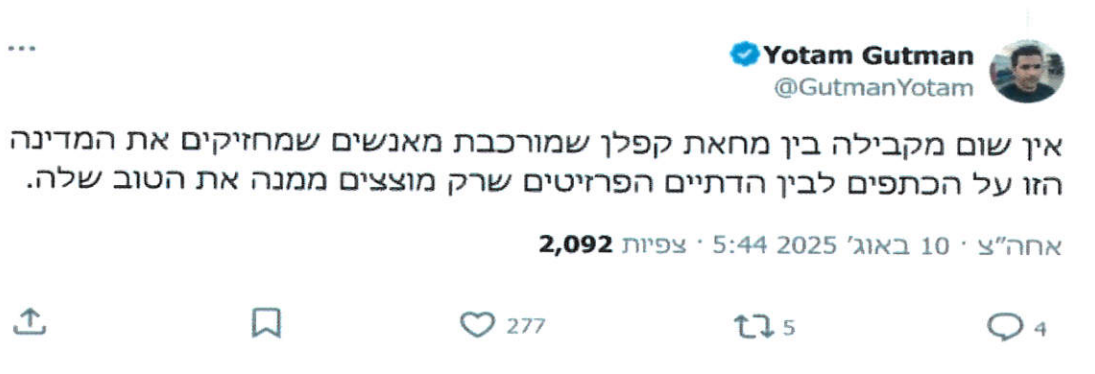 Yotam Gutman
@GutmanYotam
...
אין שום מקבילה בין מחאת קפלן שמורכבת מאנשים שמחזיקים את המדינה
הזו על הכתפים לבין הדתיים הפרזיטים שרק מוצצים ממנה את הטוב שלה.
אחה״צ · 10 באוג׳ 2025 5:44 · צפיות 2,092
4 5 277